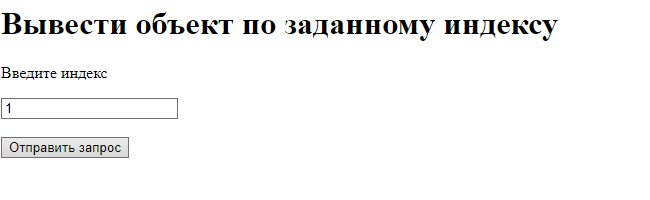 Вывести объект по заданному индексу
Введите индекс
1
Отправить запрос